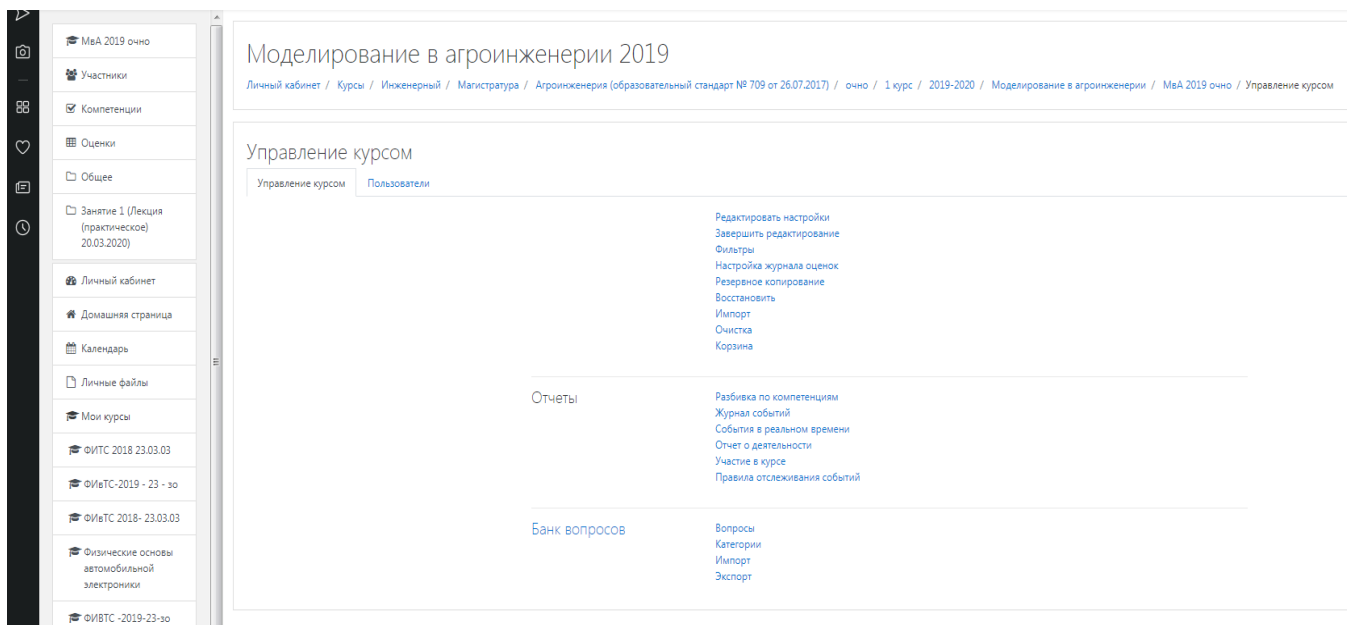 МвА 2019 очно
Участники
Компетенции
Оценки
Общее
Занятие 1 (Лекция
(практическое)
20.03.2020)
Личный кабинет
Домашняя страница
Календарь
Личные файлы
Мои курсы
ФИТС 2018 23.03.03
ФИвТС-2019 - 23 - зо
ФИвТС 2018- 23.03.03
Физические основы
автомобильной
электроники
ФИВТС -2019-23-зо
Моделирование в агроинженерии 2019
Личный кабинет / Курсы / Инженерный / Магистратура / Агроинженерия (образовательный стандарт № 709 от 26.07.2017) / очно / 1 курс / 2019-2020 / Моделирование в агроинженерии / МвА 2019 очно / Управление курсом
Управление курсом
Управление курсом Пользователи
Редактировать настройки
Завершить редактирование
Фильтры
Настройка журнала оценок
Резервное копирование
Восстановить
Импорт
Очистка
Корзина
Отчеты
Разбивка по компетенциям
Журнал событий
События в реальном времени
Отчет о деятельности
Участие в курсе
Правила отслеживания событий
Банк вопросов
Вопросы
Категории
Импорт
Экспорт